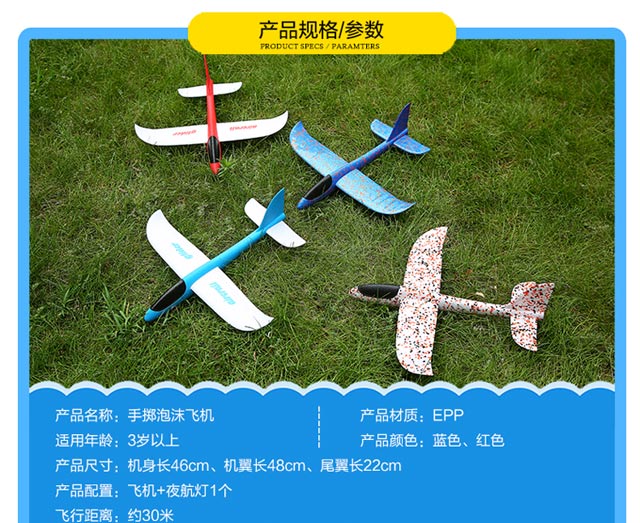 产品规格/参数
PRODUCT SPECS / PARAMTERS
产品名称：手掷泡沫飞机
产品材质：EPP
适用年龄：3岁以上
产品颜色：蓝色、红色
产品尺寸：机身长46cm、机翼长48cm、尾翼长22cm
产品配置：飞机+夜航灯1个
飞行距离：约30米